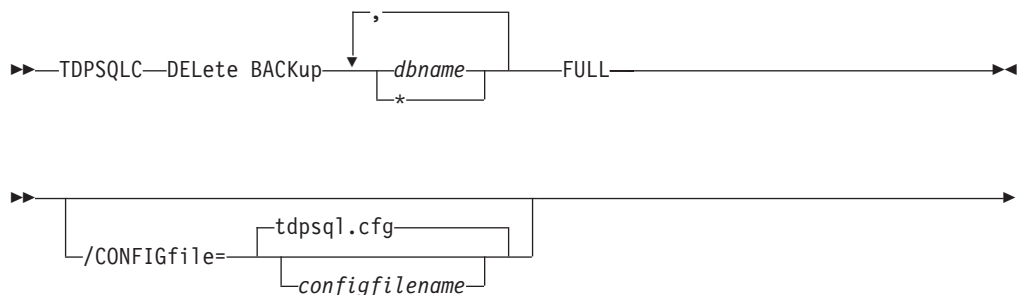 ,
TDPSQLC DELete BACKup dbname FULL
*
tdpsql.cfg
/CONFIGfile=
configfilename